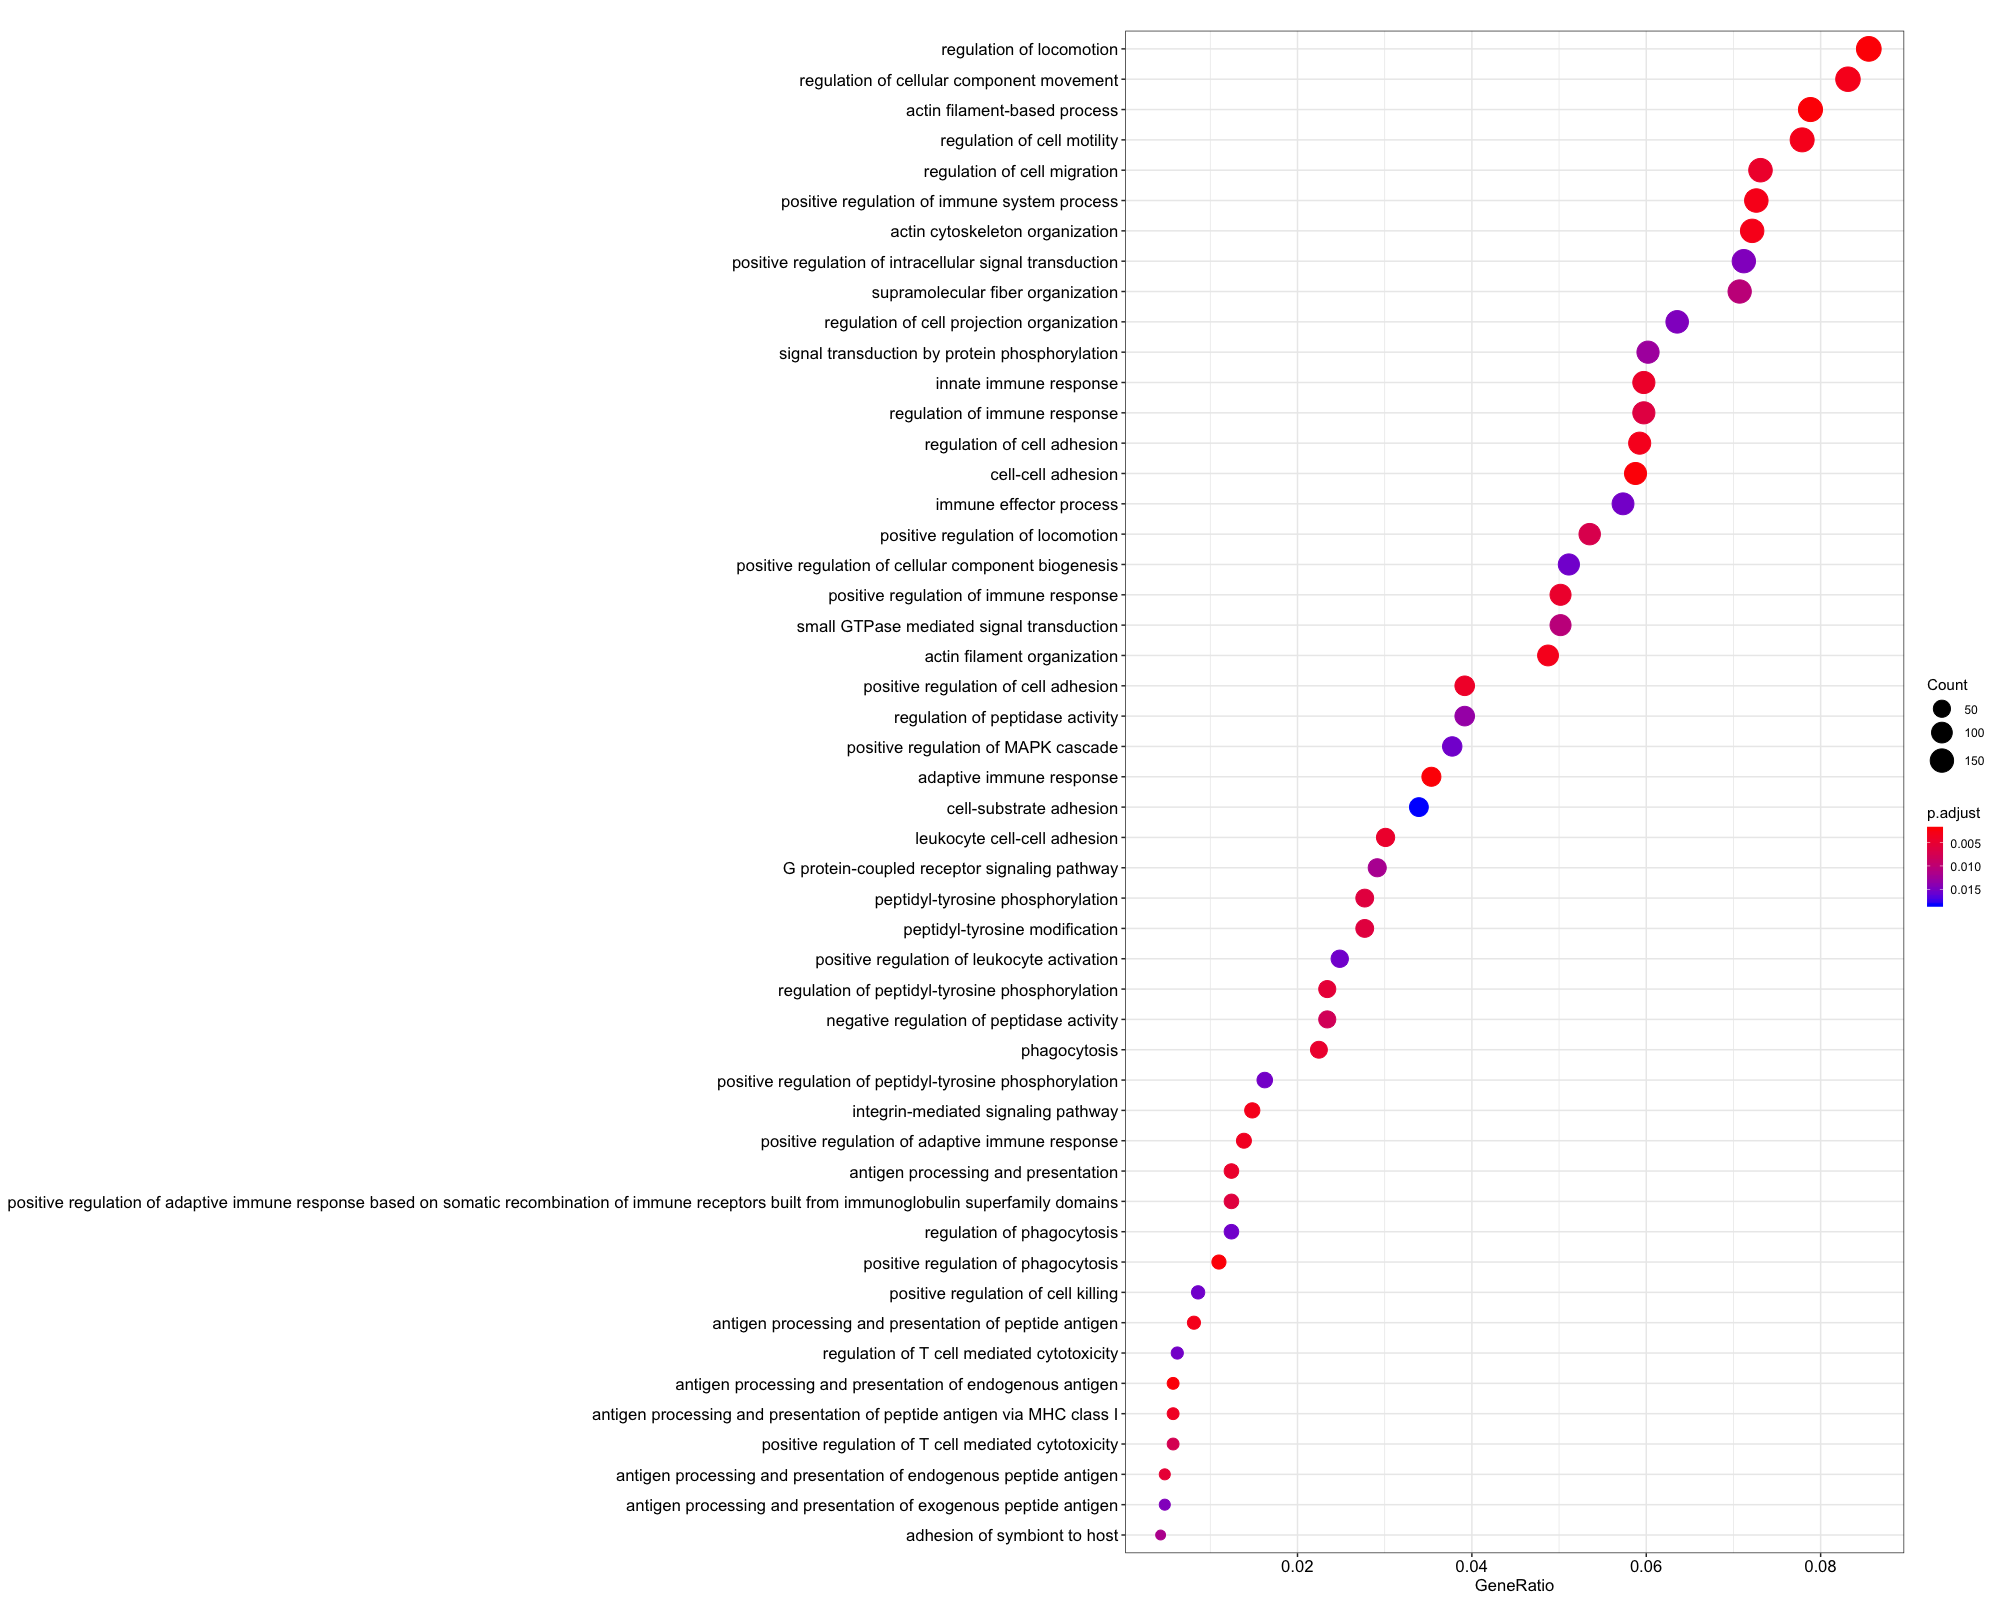 regulation of locomotion
regulation of cellular component movement
actin filament-based process
regulation of cell motility
regulation of cell migration
positive regulation of immune system process
actin cytoskeleton organization
positive regulation of intracellular signal transduction
supramolecular fiber organization
regulation of cell projection organization
signal transduction by protein phosphorylation
innate immune response
regulation of immune response
regulation of cell adhesion
cell-cell adhesion
immune effector process
positive regulation of locomotion
positive regulation of cellular component biogenesis
positive regulation of immune response
small GTPase mediated signal transduction
actin filament organization
positive regulation of cell adhesion
regulation of peptidase activity
positive regulation of MAPK cascade
adaptive immune response
cell-substrate adhesion
leukocyte cell-cell adhesion
G protein-coupled receptor signaling pathway
peptidyl-tyrosine phosphorylation
peptidyl-tyrosine modification
positive regulation of leukocyte activation
regulation of peptidyl-tyrosine phosphorylation
negative regulation of peptidase activity
phagocytosis
positive regulation of peptidyl-tyrosine phosphorylation
integrin-mediated signaling pathway
positive regulation of adaptive immune response
antigen processing and presentation
positive regulation of adaptive immune response based on somatic recombination of immune receptors built from immunoglobulin superfamily domains
regulation of phagocytosis
positive regulation of phagocytosis
positive regulation of cell killing
antigen processing and presentation of peptide antigen
regulation of T cell mediated cytotoxicity
antigen processing and presentation of endogenous antigen
antigen processing and presentation of peptide antigen via MHC class I
positive regulation of T cell mediated cytotoxicity
antigen processing and presentation of endogenous peptide antigen
antigen processing and presentation of exogenous peptide antigen
adhesion of symbiont to host
0.02 0.04 0.06 0.08
GeneRatio
Count
50
100
150
p.adjust
0.005
0.010
0.015